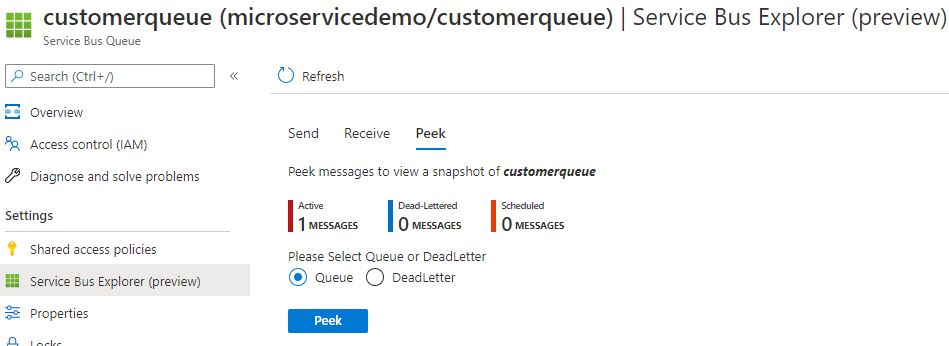 customerqueue (microservicedemo/customerqueue) | Service Bus Explorer (preview)
Service Bus Queue
Search (Ctrl+/)
«
Refresh
Overview
Access control (IAM)
Diagnose and solve problems
Settings
Shared access policies
Service Bus Explorer (preview)
Properties
Locks
Send Receive Peek
Peek messages to view a snapshot of customerqueue
Active Dead-Lettered Scheduled
1 MESSAGES 0 MESSAGES 0 MESSAGES
Please Select Queue or DeadLetter
Queue DeadLetter
Peek